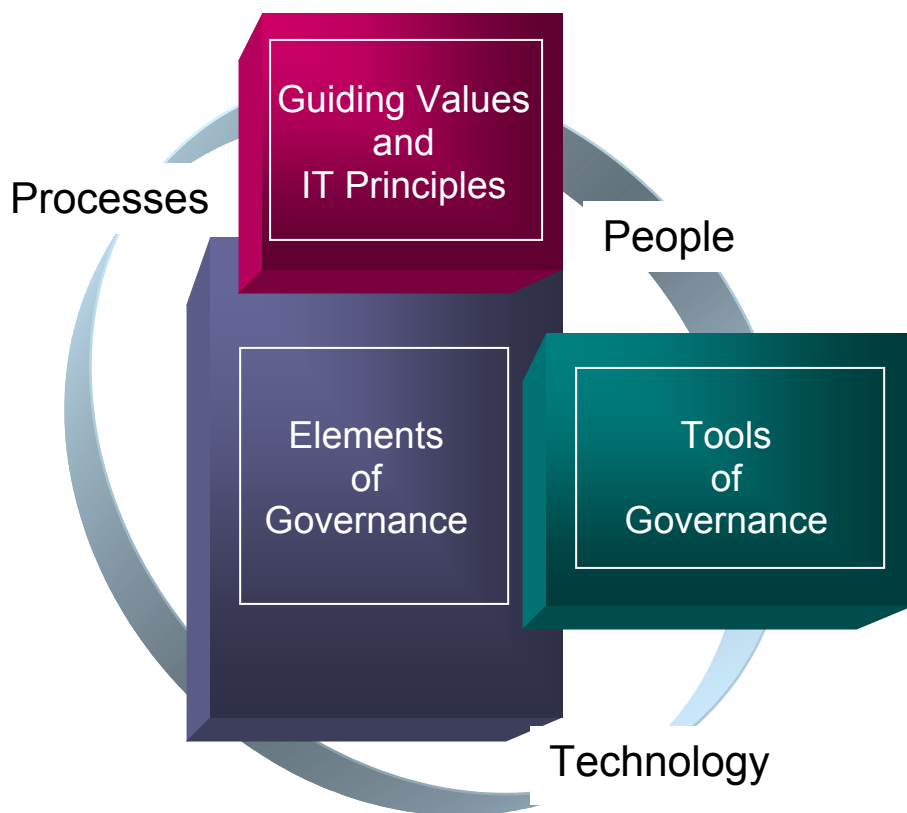 Guiding Values
and
IT Principles
Processes
People
Elements
of
Governance
Tools
of
Governance
Technology